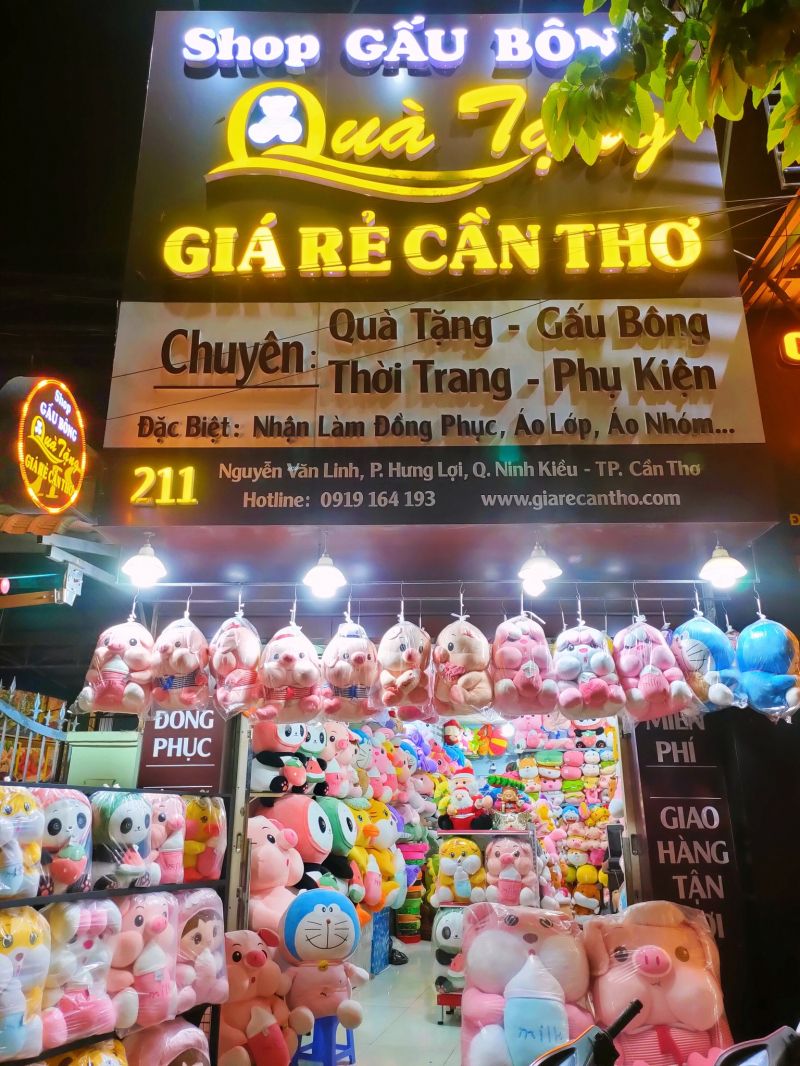 Shop GẤU BÔN
Quà Tặng
GIÁ RẺ CẦN THƠ
Chuyên:
Quà Tặng - Gấu Bông
Thời Trang - Phụ Kiện
Đặc Biệt: Nhận Làm Đồng Phục, Áo Lớp, Áo Nhóm...
211
Nguyễn Văn Linh, P. Hưng Lợi, Q. Ninh Kiều - TP. Cần Thơ
Hotline: 0919 164 193 www.giarecantho.com
Shop
GẤU BÔNG
Quà Tặng
GIÁ RẺ CẦN THƠ
ĐỒNG
PHỤC
MIỄN
PHÍ
GIAO
HÀNG
TẬN
milk
milk